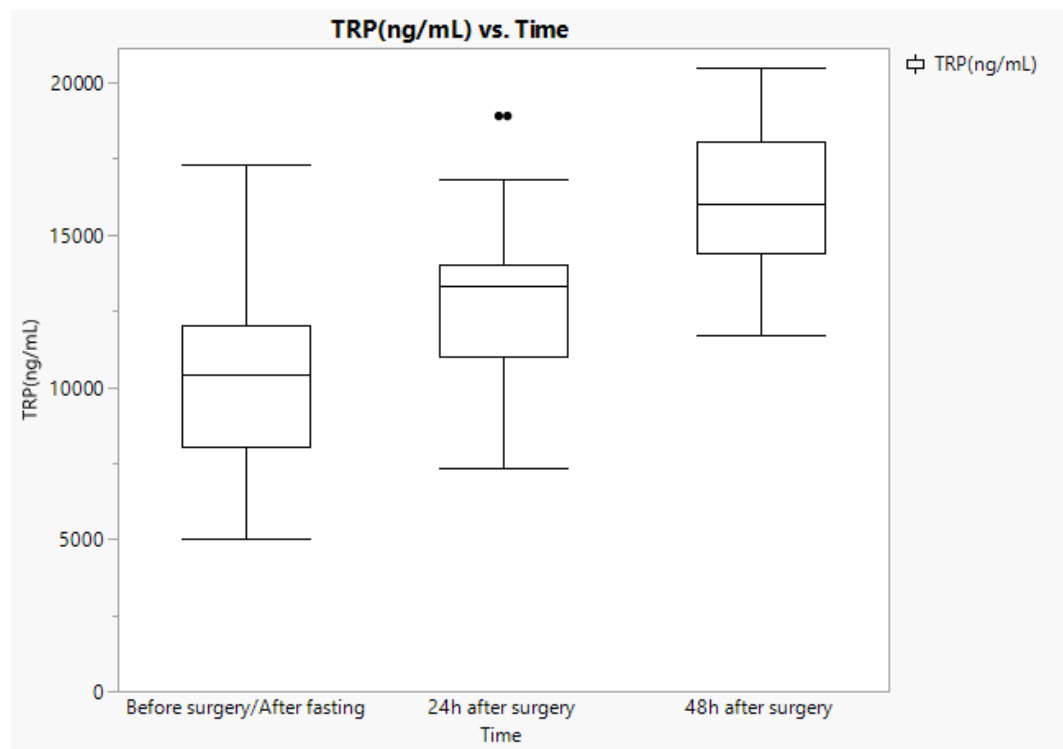 TRP(ng/mL) vs. Time
TRP(ng/mL)
20000
15000
10000
5000
0
TRP(ng/mL)
Before surgery/After fasting
24h after surgery
48h after surgery
Time